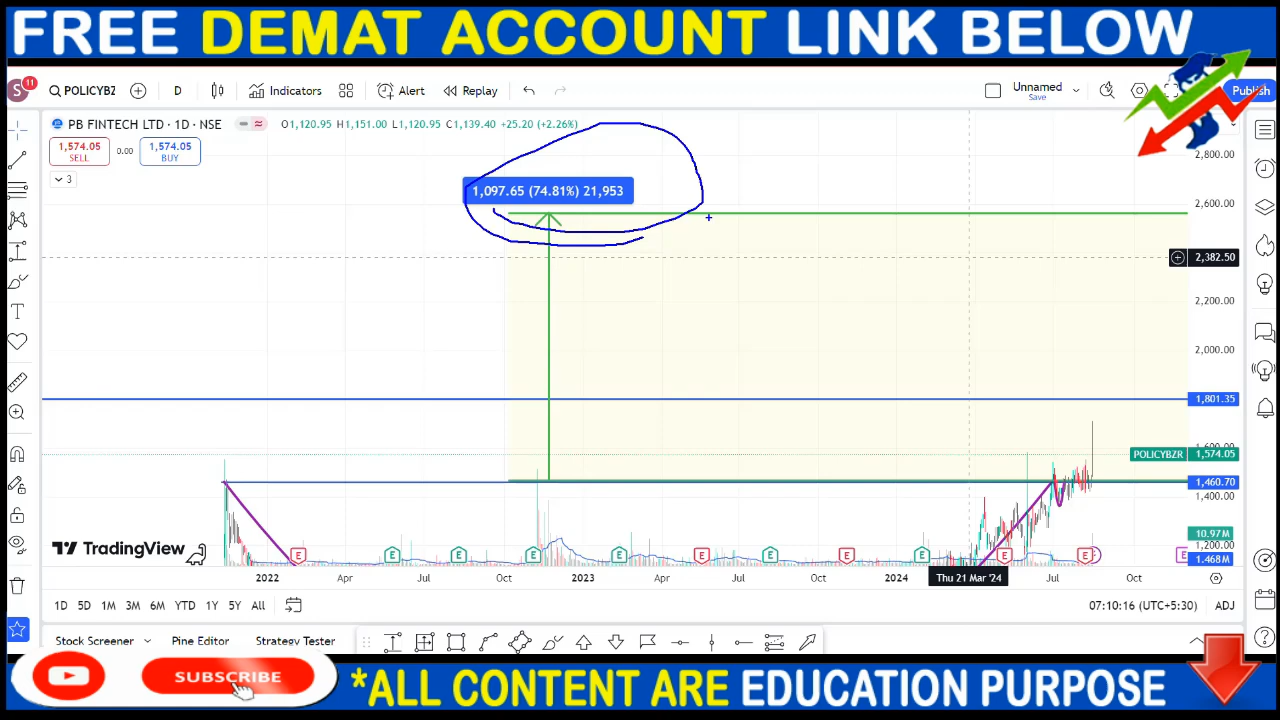 FREE DEMAT ACCOUNT LINK BELOW
S 11 POLICYBZ D Indicators Alert Replay Unnamed Save Publish
PB FINTECH LTD · 1D · NSE O1,120.95 H1,151.00 L1,120.95 C1,139.40 +25.20 (+2.26%)
1,574.05 SELL 0.00 1,574.05 BUY
3
2,800.00
1,097.65 (74.81%) 21,953
2,600.00
2,382.50
2,200.00
2,000.00
1,801.35
POLICYBZR 1,574.05
1,460.70
1,400.00
10.97M
1,200.00
1.468M
TradingView
E E E E E E E E E E E E
2022 Apr Jul Oct 2023 Apr Jul Oct 2024 Thu 21 Mar '24 Jul Oct
1D 5D 1M 3M 6M YTD 1Y 5Y All 07:10:16 (UTC+5:30) ADJ
Stock Screener Pine Editor Strategy Tester
SUBSCRIBE
*ALL CONTENT ARE EDUCATION PURPOSE